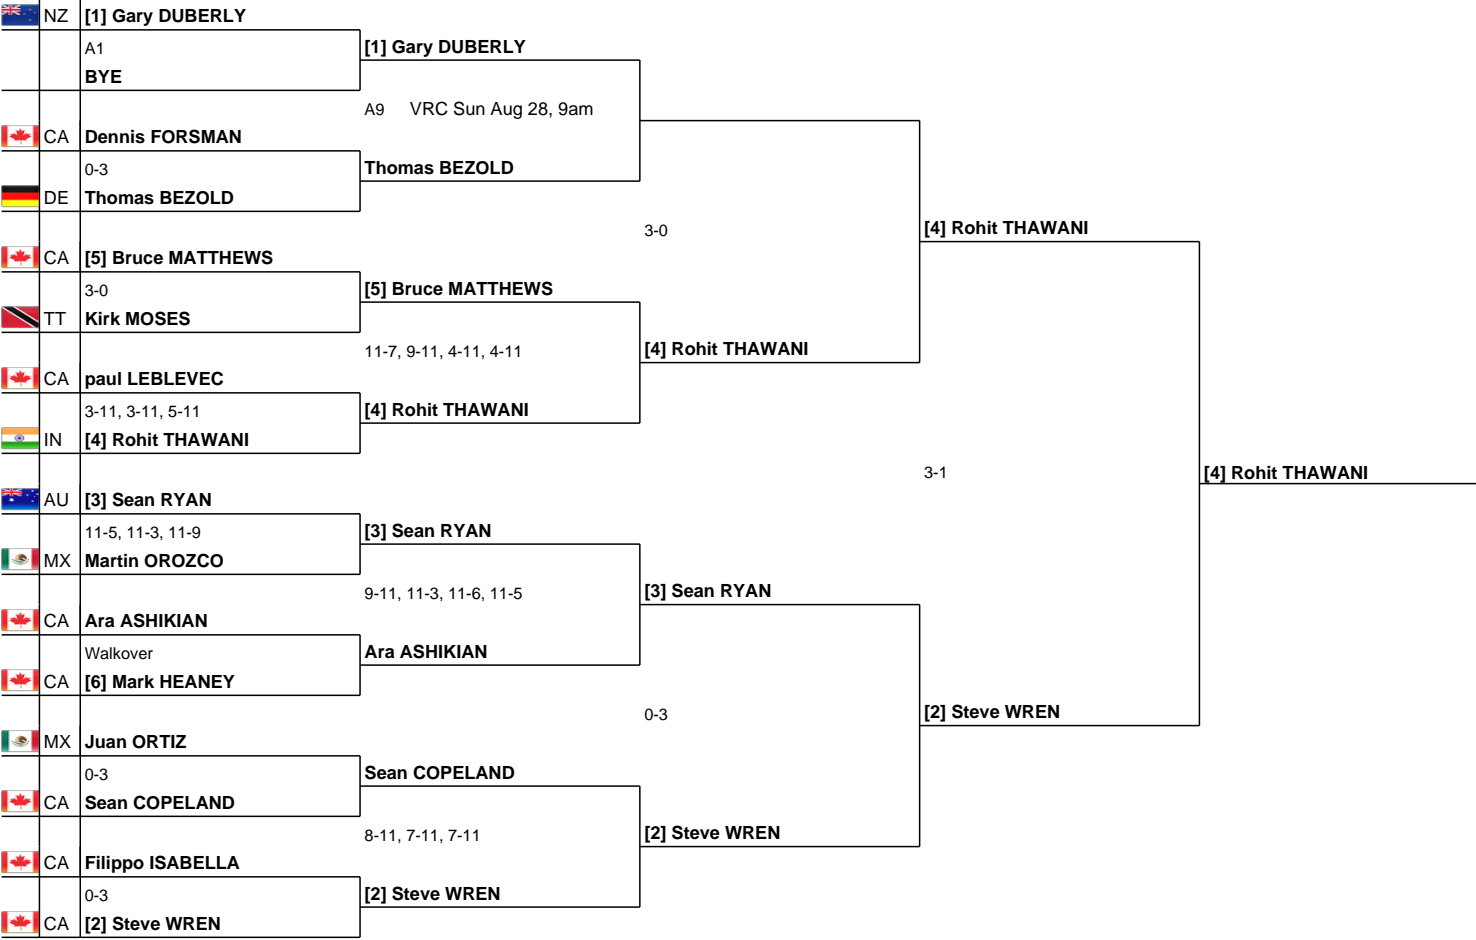 NZ [1] Gary DUBERLY
A1 [1] Gary DUBERLY
BYE
A9 VRC Sun Aug 28, 9am
CA Dennis FORSMAN
0-3 Thomas BEZOLD
DE Thomas BEZOLD
3-0 [4] Rohit THAWANI
CA [5] Bruce MATTHEWS
3-0 [5] Bruce MATTHEWS
TT Kirk MOSES
11-7, 9-11, 4-11, 4-11 [4] Rohit THAWANI
CA paul LEBLEVEC
3-11, 3-11, 5-11 [4] Rohit THAWANI
IN [4] Rohit THAWANI
3-1 [4] Rohit THAWANI
AU [3] Sean RYAN
11-5, 11-3, 11-9 [3] Sean RYAN
MX Martin OROZCO
9-11, 11-3, 11-6, 11-5 [3] Sean RYAN
CA Ara ASHIKIAN
Walkover Ara ASHIKIAN
CA [6] Mark HEANEY
0-3 [2] Steve WREN
MX Juan ORTIZ
0-3 Sean COPELAND
CA Sean COPELAND
8-11, 7-11, 7-11 [2] Steve WREN
CA Filippo ISABELLA
0-3 [2] Steve WREN
CA [2] Steve WREN